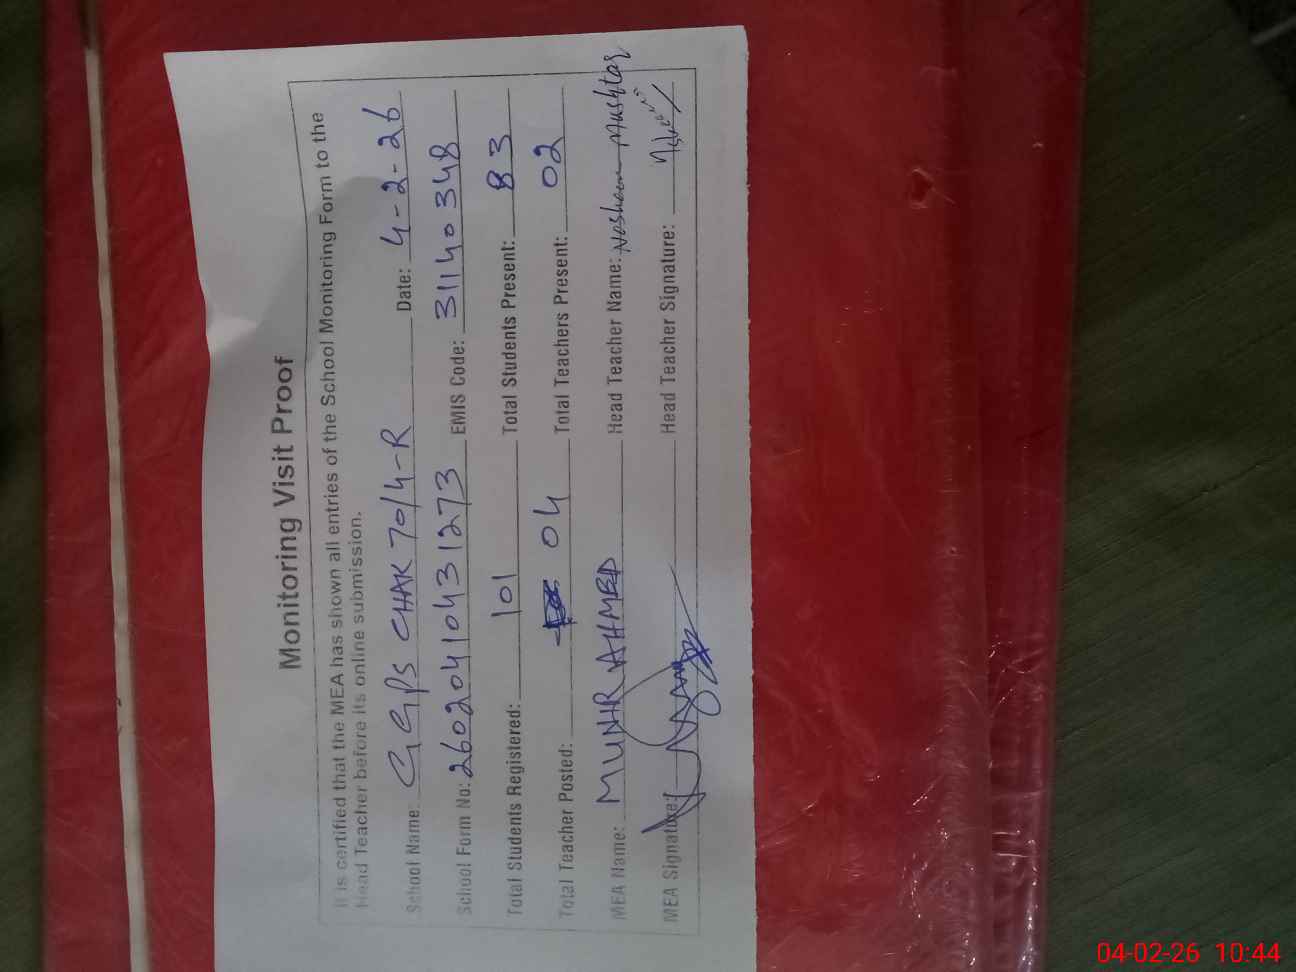 Monitoring Visit Proof
It is certified that the MEA has shown all entries of the School Monitoring Form to the
Head Teacher before its online submission.
School Name: GGPS CHAK 70/4-R Date: 4-2-26
School Form No: 26020410431273 EMIS Code: 31140348
Total Students Registered: 101 Total Students Present: 83
Total Teacher Posted: 04 Total Teachers Present: 02
MEA Name: MUNIR AHMED Head Teacher Name: Nosheen Mushtaq
MEA Signature: Head Teacher Signature:
04-02-26 10:44